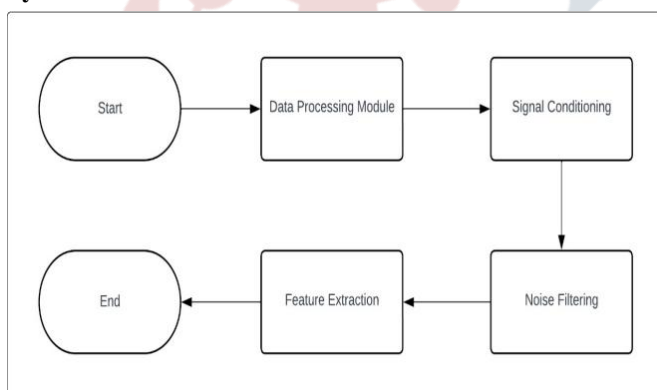 Start
Data Processing Module
Signal Conditioning
Noise Filtering
Feature Extraction
End